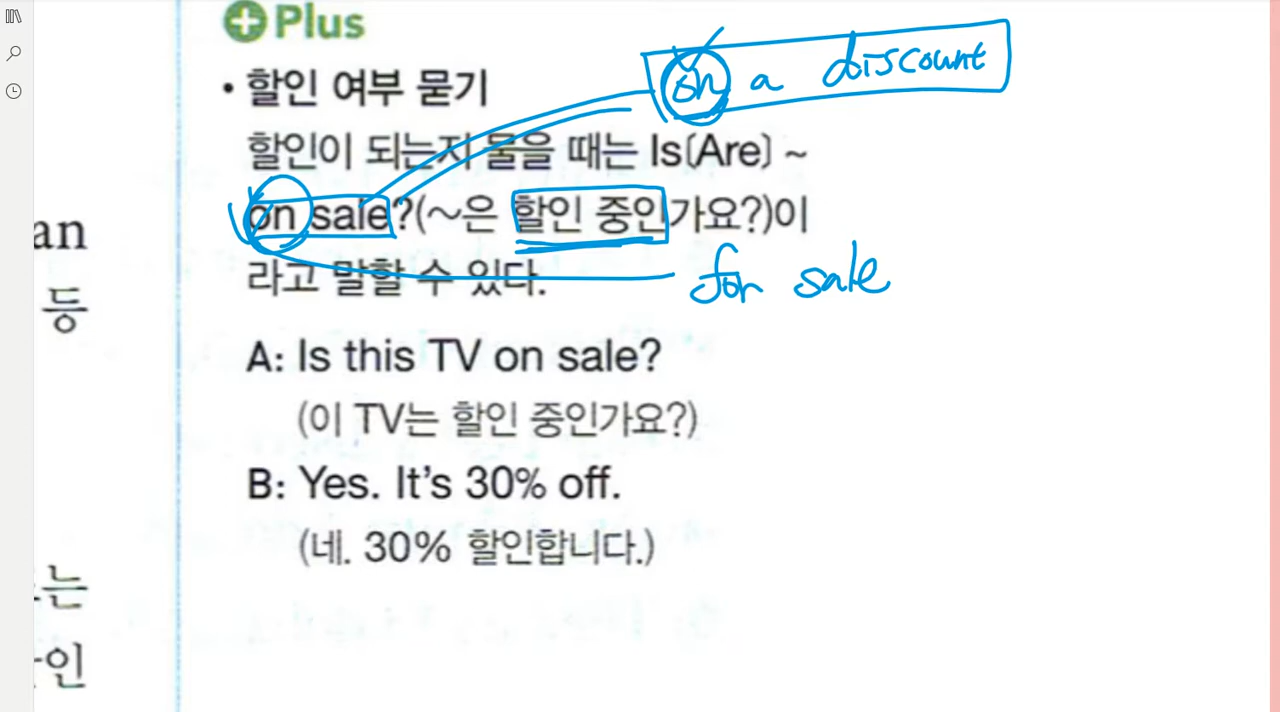 Plus
on a discount
• 할인 여부 묻기
할인이 되는지 물을 때는 Is(Are) ~
on sale?(~은 할인 중인가요?)이
라고 말할 수 있다.
for sale
A: Is this TV on sale?
(이 TV는 할인 중인가요?)
B: Yes. It's 30% off.
(네. 30% 할인합니다.)
an
등
는
인